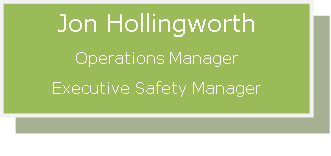 Jon Hollingworth
Operations Manager
Executive Safety Manager